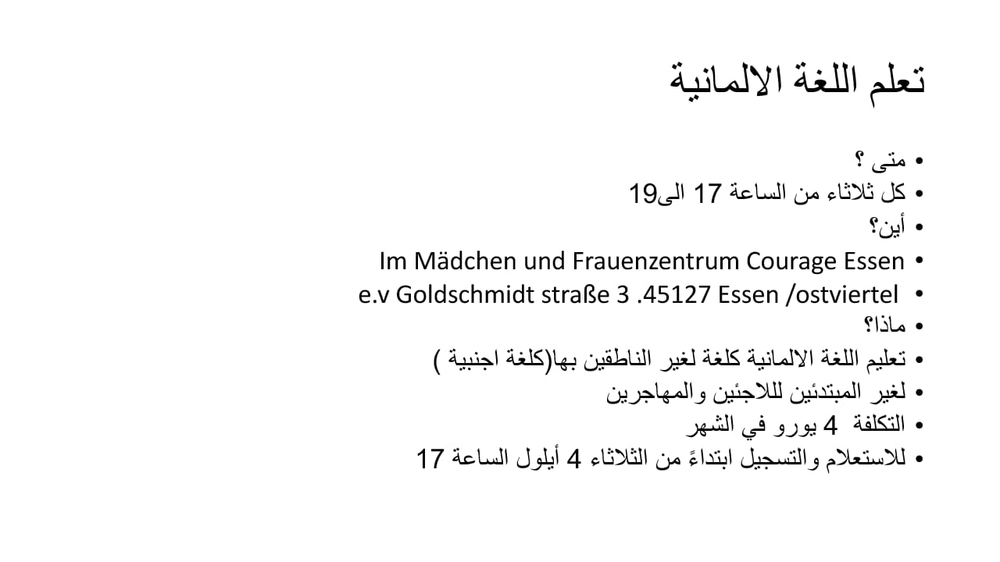 تعلم اللغة الالمانية
• متى ؟
• كل ثلاثاء من الساعة 17 الى19
• أين؟
• Im Mädchen und Frauenzentrum Courage Essen
• e.v Goldschmidt straße 3 .45127 Essen /ostviertel
• ماذا؟
• تعليم اللغة الالمانية كلغة لغير الناطقين بها(كلغة اجنبية )
• لغير المبتدئين لللاجئين والمهاجرين
• التكلفة  4 يورو في الشهر
• للاستعلام والتسجيل ابتداءً من الثلاثاء 4 أيلول الساعة 17